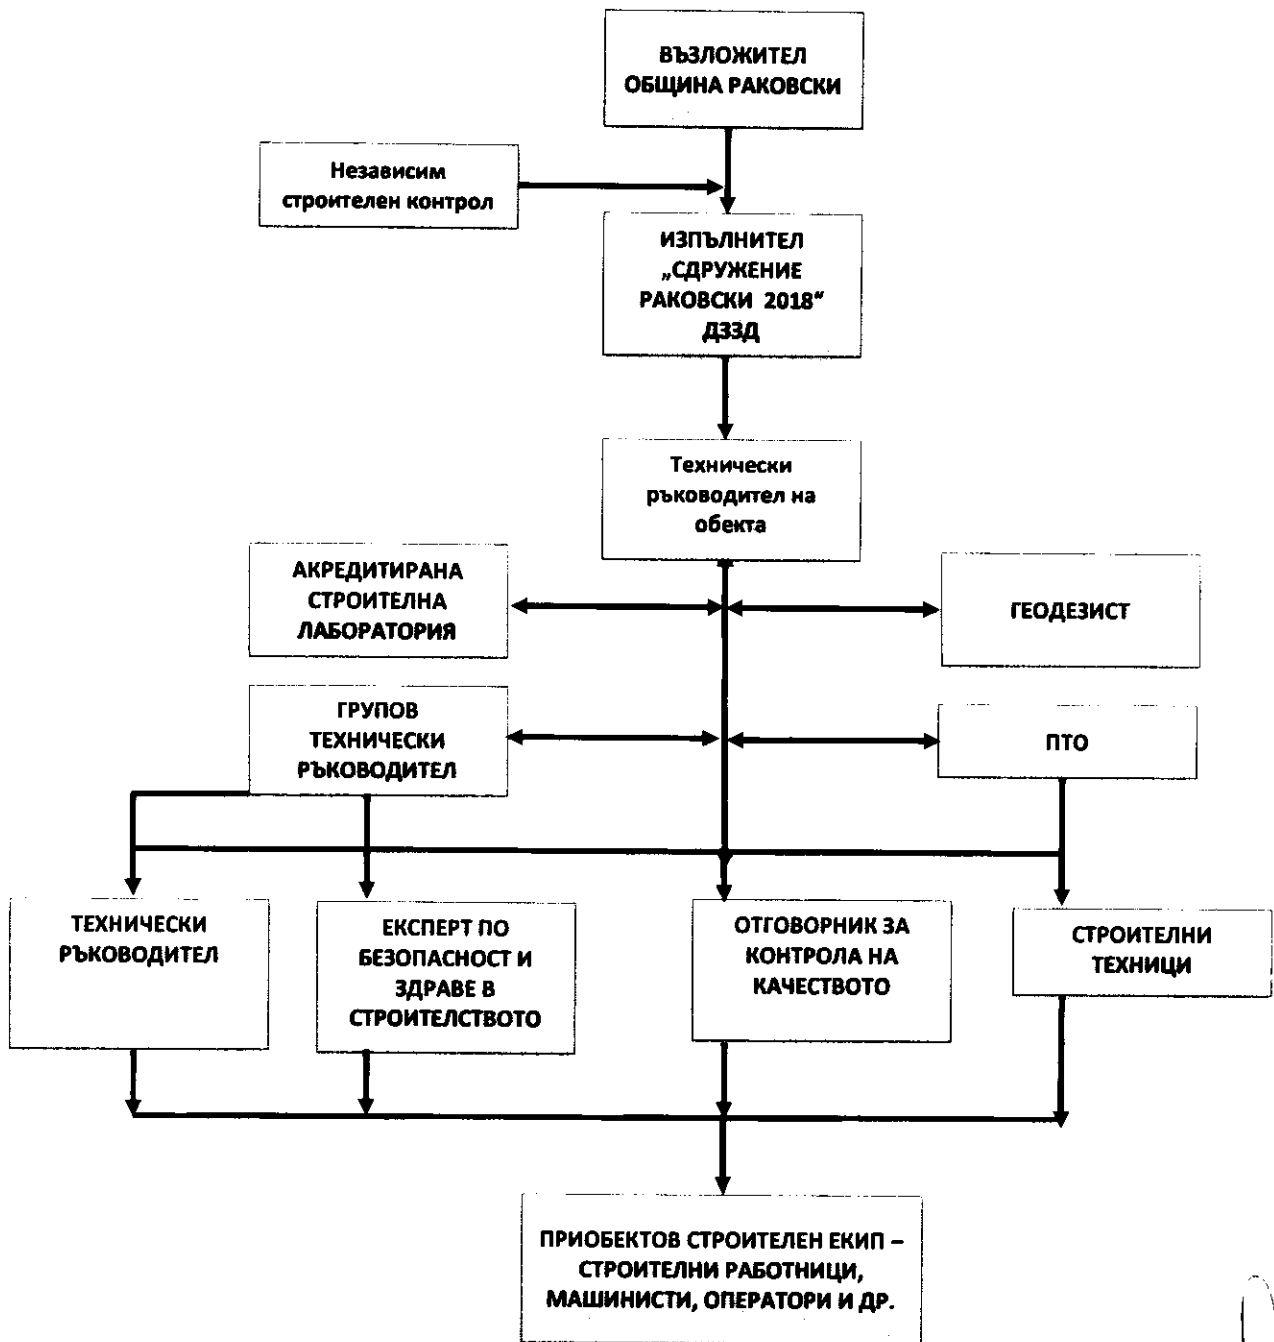 ВЪЗЛОЖИТЕЛ
ОБЩИНА РАКОВСКИ
Независим
строителен контрол
ИЗПЪЛНИТЕЛ
„СДРУЖЕНИЕ
РАКОВСКИ 2018“
ДЗЗД
Технически
ръководител на
обекта
АКРЕДИТИРАНА
СТРОИТЕЛНА
ЛАБОРАТОРИЯ
ГЕОДЕЗИСТ
ГРУПОВ
ТЕХНИЧЕСКИ
РЪКОВОДИТЕЛ
ПТО
ТЕХНИЧЕСКИ
РЪКОВОДИТЕЛ
ЕКСПЕРТ ПО
БЕЗОПАСНОСТ И
ЗДРАВЕ В
СТРОИТЕЛСТВОТО
ОТГОВОРНИК ЗА
КОНТРОЛА НА
КАЧЕСТВОТО
СТРОИТЕЛНИ
ТЕХНИЦИ
ПРИОБЕКТОВ СТРОИТЕЛЕН ЕКИП –
СТРОИТЕЛНИ РАБОТНИЦИ,
МАШИНИСТИ, ОПЕРАТОРИ И ДР.